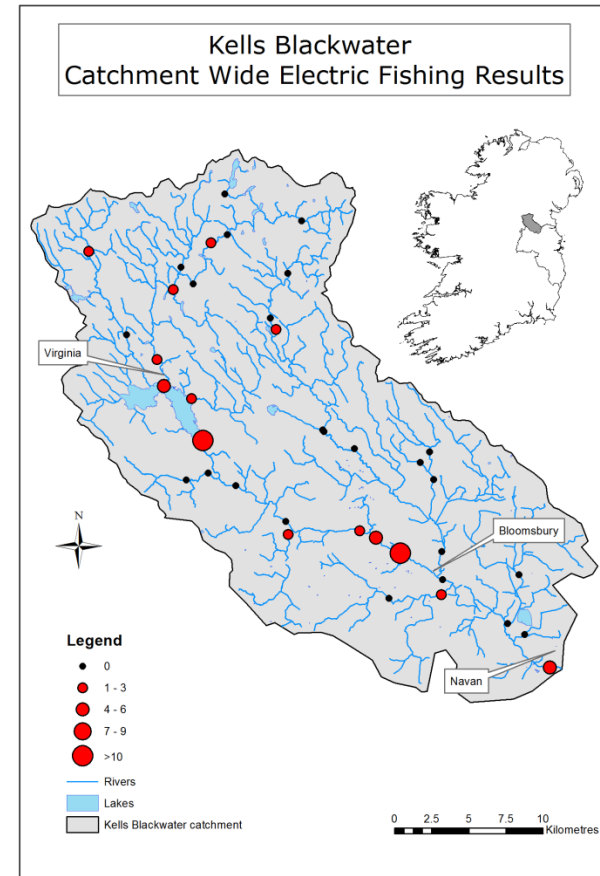 Kells Blackwater
Catchment Wide Electric Fishing Results
Virginia
N
Bloomsbury
Navan
Legend
0
1 - 3
4 - 6
7 - 9
>10
Rivers
Lakes
Kells Blackwater catchment
0 2.5 5 7.5 10
Kilometres